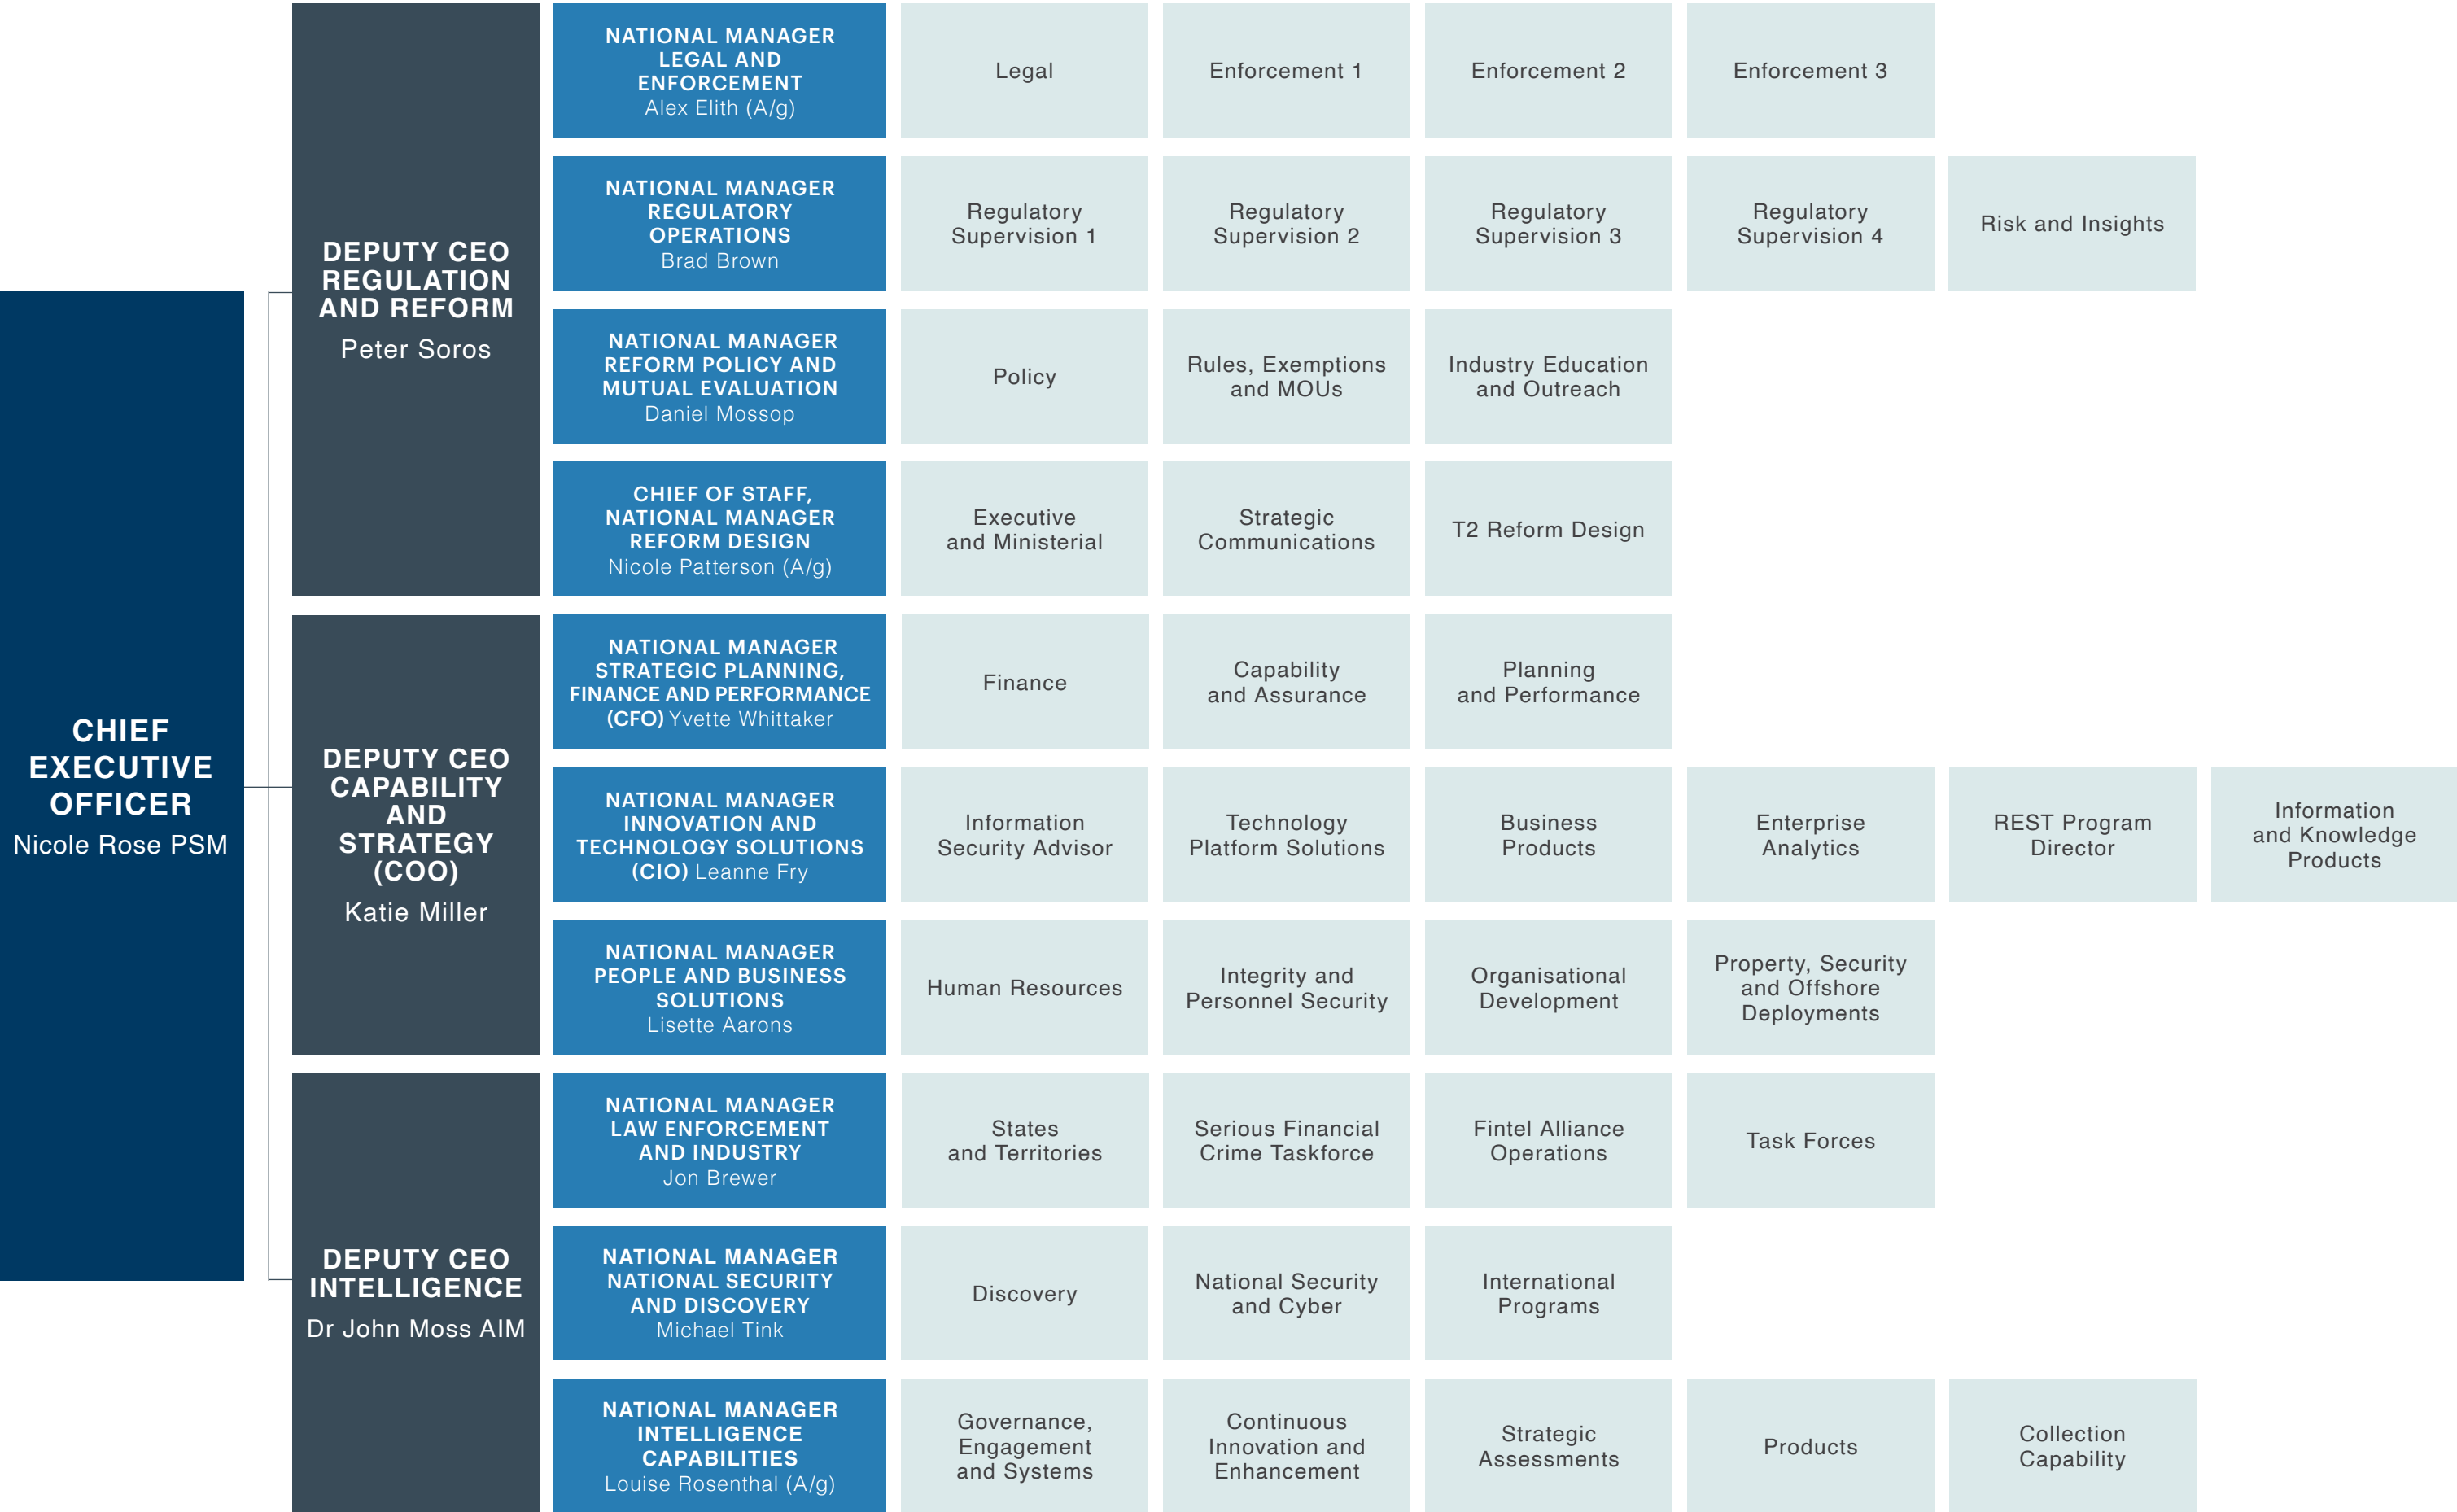 CHIEF
EXECUTIVE
OFFICER
Nicole Rose PSM
DEPUTY CEO
REGULATION
AND REFORM
Peter Soros
NATIONAL MANAGER
LEGAL AND
ENFORCEMENT
Alex Elith (A/g)
Legal
Enforcement 1
Enforcement 2
Enforcement 3
NATIONAL MANAGER
REGULATORY
OPERATIONS
Brad Brown
Regulatory
Supervision 1
Regulatory
Supervision 2
Regulatory
Supervision 3
Regulatory
Supervision 4
Risk and Insights
NATIONAL MANAGER
REFORM POLICY AND
MUTUAL EVALUATION
Daniel Mossop
Policy
Rules, Exemptions
and MOUs
Industry Education
and Outreach
CHIEF OF STAFF,
NATIONAL MANAGER
REFORM DESIGN
Nicole Patterson (A/g)
Executive
and Ministerial
Strategic
Communications
T2 Reform Design
DEPUTY CEO
CAPABILITY
AND
STRATEGY
(COO)
Katie Miller
NATIONAL MANAGER
STRATEGIC PLANNING,
FINANCE AND PERFORMANCE
(CFO) Yvette Whittaker
Finance
Capability
and Assurance
Planning
and Performance
NATIONAL MANAGER
INNOVATION AND
TECHNOLOGY SOLUTIONS
(CIO) Leanne Fry
Information
Security Advisor
Technology
Platform Solutions
Business
Products
Enterprise
Analytics
REST Program
Director
Information
and Knowledge
Products
NATIONAL MANAGER
PEOPLE AND BUSINESS
SOLUTIONS
Lisette Aarons
Human Resources
Integrity and
Personnel Security
Organisational
Development
Property, Security
and Offshore
Deployments
DEPUTY CEO
INTELLIGENCE
Dr John Moss AIM
NATIONAL MANAGER
LAW ENFORCEMENT
AND INDUSTRY
Jon Brewer
States
and Territories
Serious Financial
Crime Taskforce
Fintel Alliance
Operations
Task Forces
NATIONAL MANAGER
NATIONAL SECURITY
AND DISCOVERY
Michael Tink
Discovery
National Security
and Cyber
International
Programs
NATIONAL MANAGER
INTELLIGENCE
CAPABILITIES
Louise Rosenthal (A/g)
Governance,
Engagement
and Systems
Continuous
Innovation and
Enhancement
Strategic
Assessments
Products
Collection
Capability